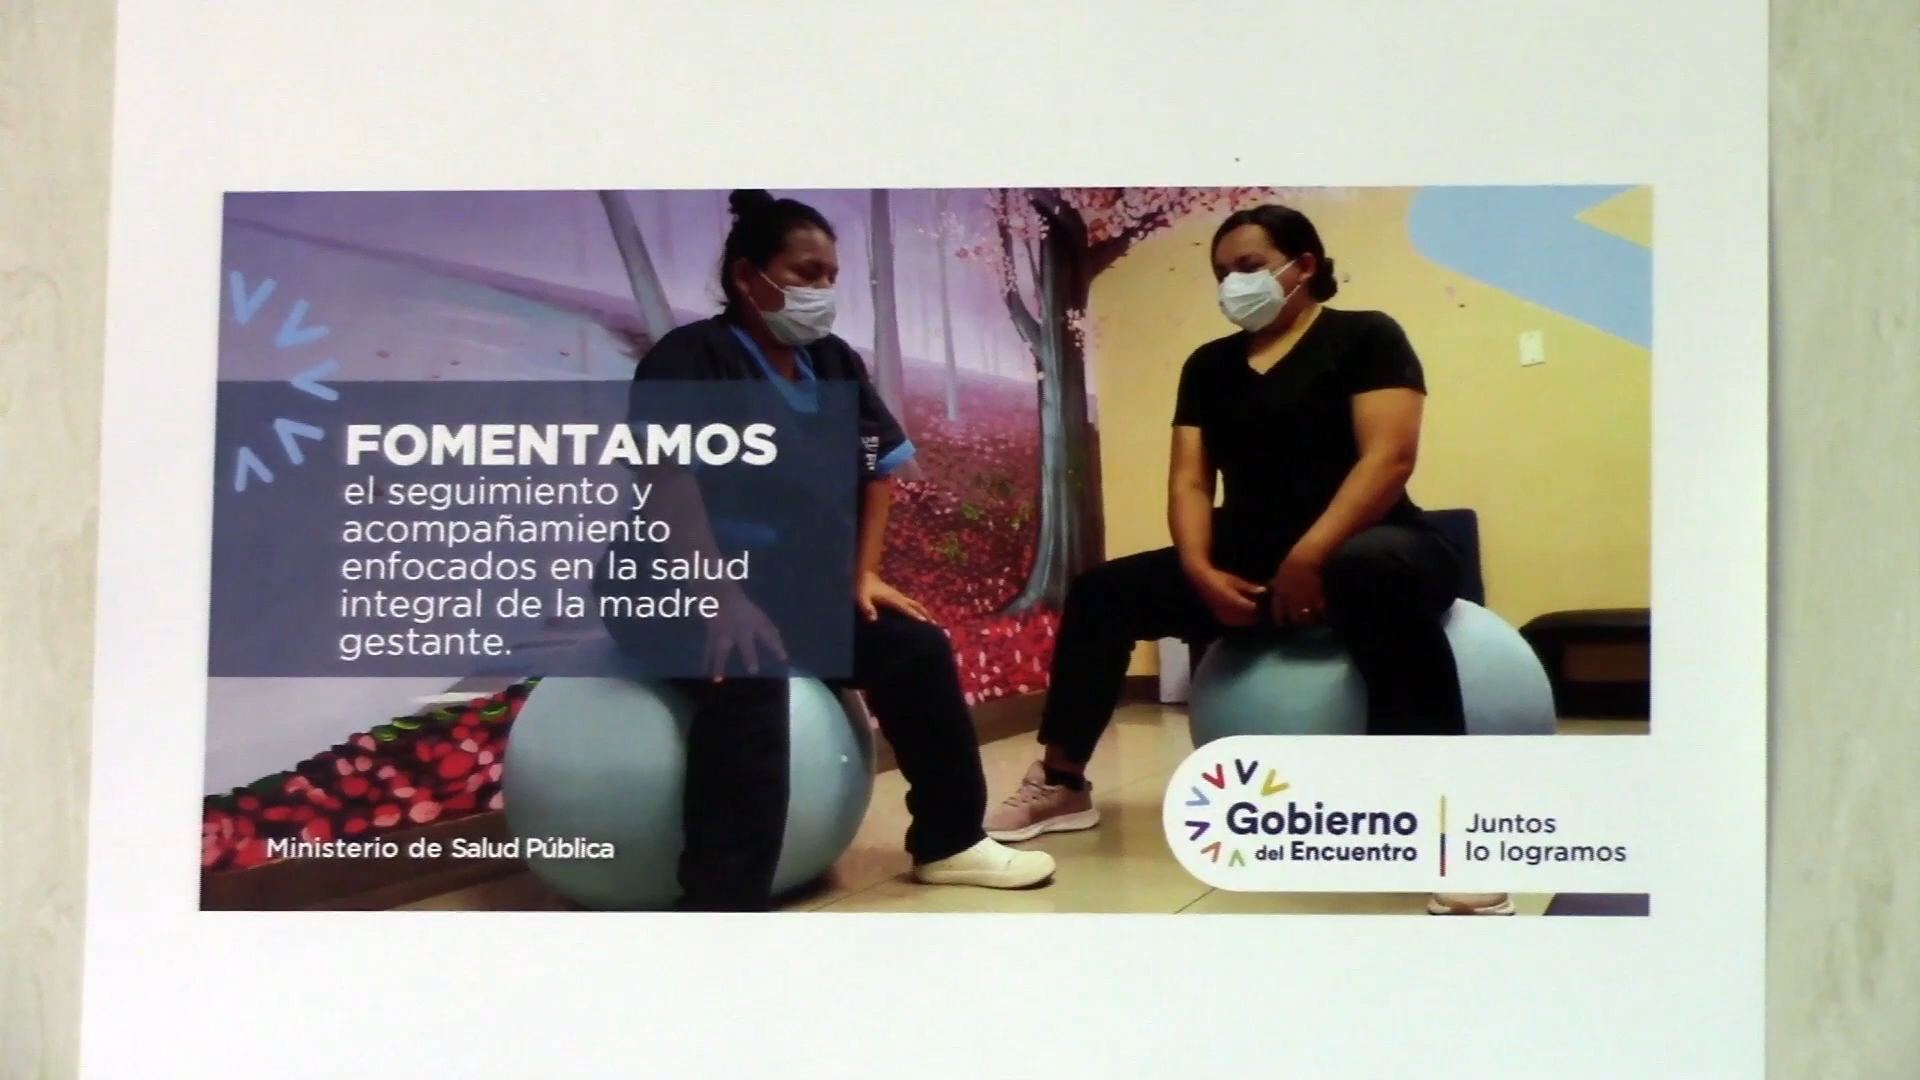 FOMENTAMOS
el seguimiento y
acompañamiento
enfocados en la salud
integral de la madre
gestante.
Ministerio de Salud Pública
Gobierno
del Encuentro
Juntos
lo logramos